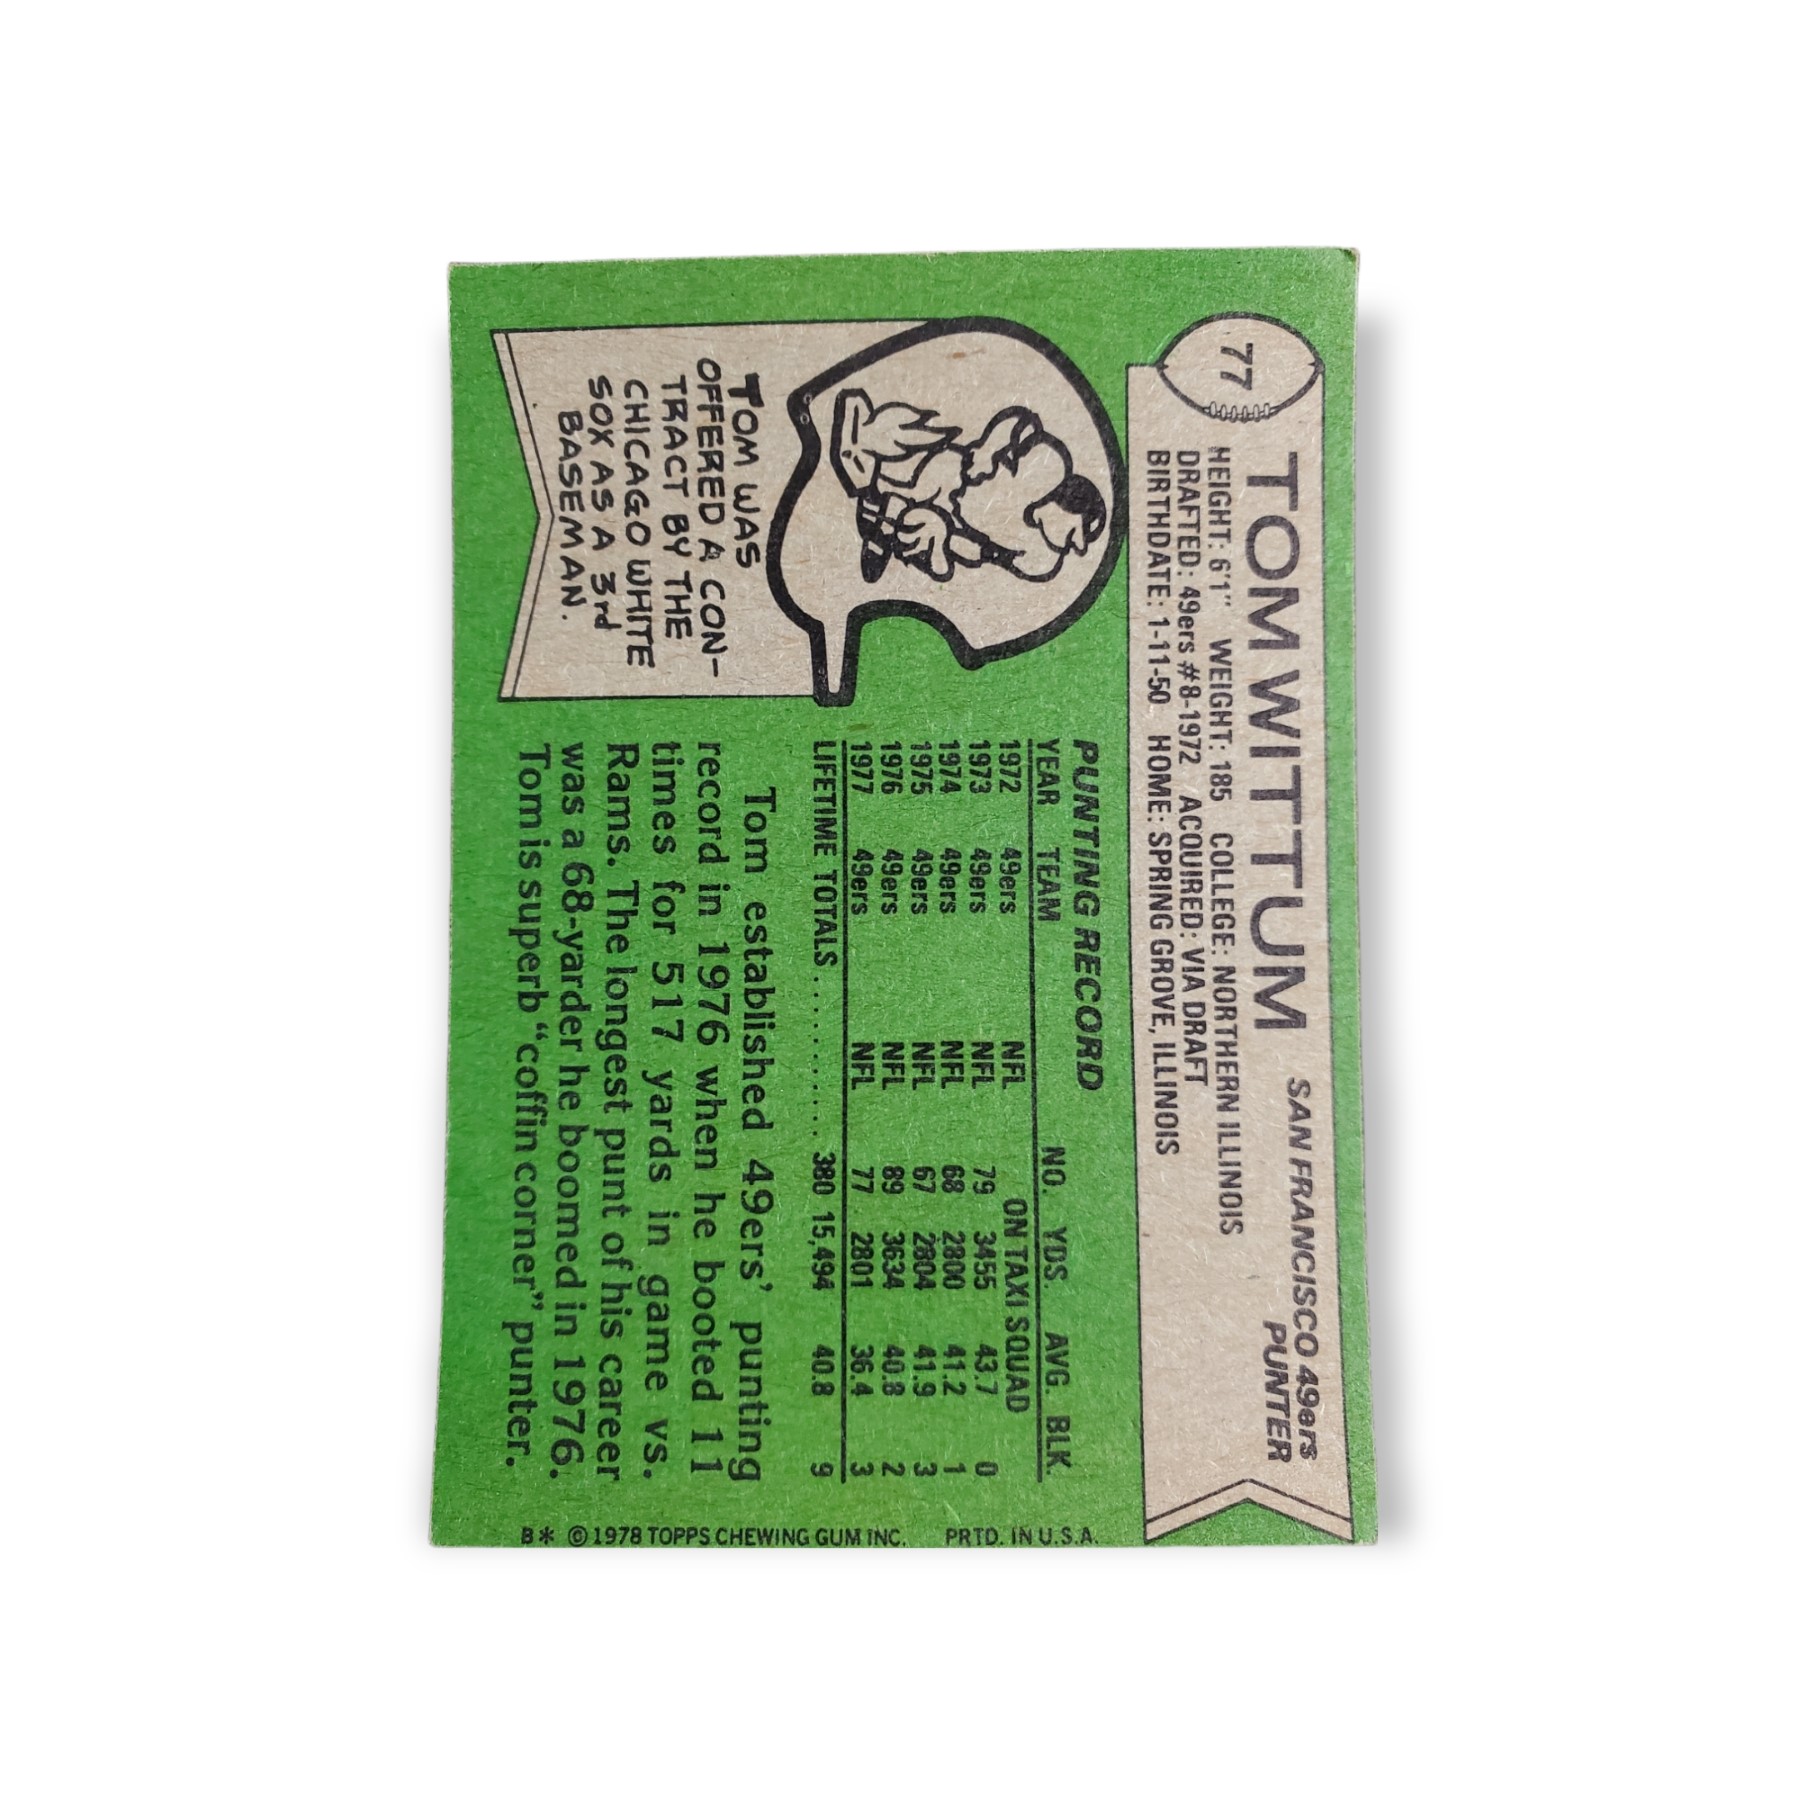 77
TOM WITTUM SAN FRANCISCO 49ers
PUNTER
HEIGHT: 6'1" WEIGHT: 185 COLLEGE: NORTHERN ILLINOIS
DRAFTED: 49ers #8-1972 ACQUIRED: VIA DRAFT
BIRTHDATE: 1-11-50 HOME: SPRING GROVE, ILLINOIS
TOM WAS
OFFERED A CON-
TRACT BY THE
CHICAGO WHITE
SOX AS A 3rd
BASEMAN.
PUNTING RECORD
YEAR TEAM NO. YDS. AVG. BLK.
1972 49ers NFL ON TAXI SQUAD
1973 49ers NFL 79 3455 43.7 0
1974 49ers NFL 68 2800 41.2 1
1975 49ers NFL 67 2804 41.9 3
1976 49ers NFL 89 3634 40.8 2
1977 49ers NFL 77 2801 36.4 3
LIFETIME TOTALS............ 380 15,494 40.8 9
Tom established 49ers' punting
record in 1976 when he booted 11
times for 517 yards in game vs.
Rams. The longest punt of his career
was a 68-yarder he boomed in 1976.
Tom is superb "coffin corner" punter.
B* © 1978 TOPPS CHEWING GUM INC. PRTD. IN U.S.A.